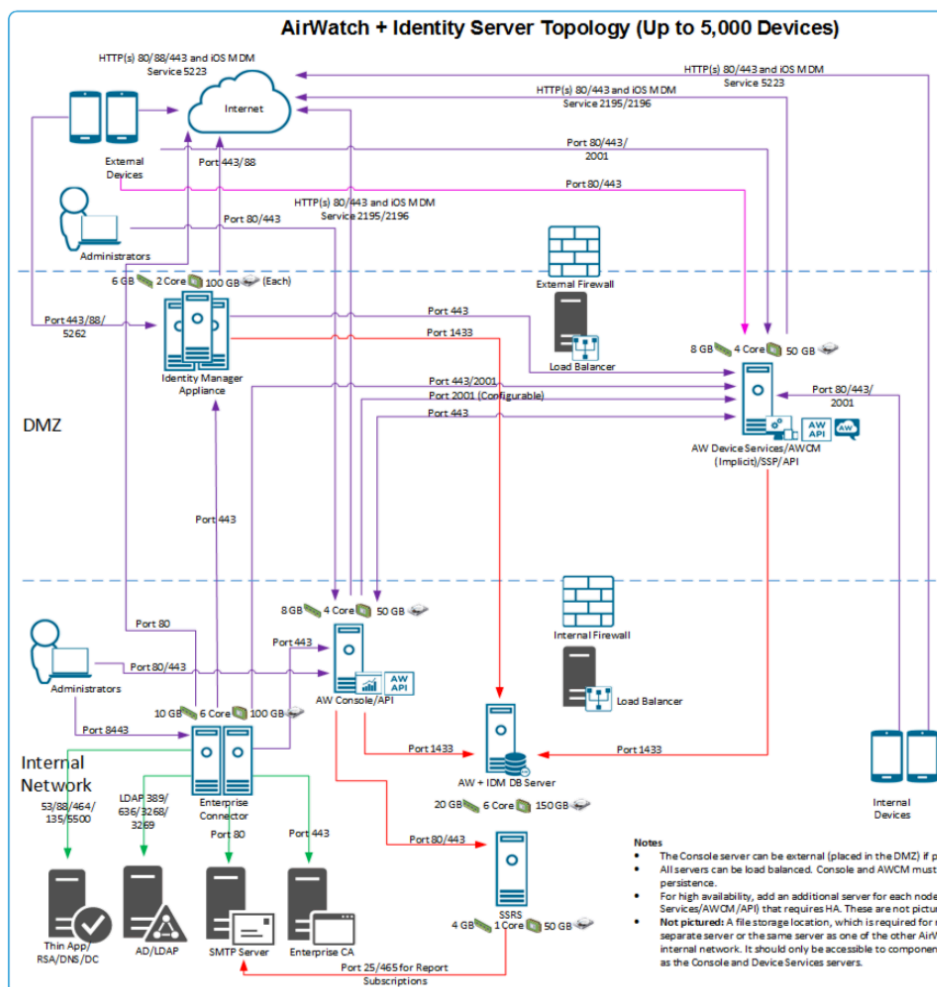 AirWatch + Identity Server Topology (Up to 5,000 Devices)
HTTP(s) 80/88/443 and iOS MDM
Service 5223
HTTP(s) 80/443 and iOS MDM
Service 5223
HTTP(s) 80/443 and iOS MDM
Service 2195/2196
Internet
External
Devices
Port 443/88
Port 80/443/
2001
Port 80/443
HTTP(s) 80/443 and iOS MDM
Service 2195/2196
Port 80/443
Administrators
External Firewall
6 GB
2 Core
100 GB
(Each)
Port 443/88/
5262
Port 443
Port 1433
Load Balancer
8 GB
4 Core
50 GB
Identity Manager
Appliance
Port 443/2001
Port 2001 (Configurable)
Port 443
Port 80/443/
2001
AW
API
AW
DMZ
AW Device Services/AWCM
(Implicit)/SSP/API
Port 443
8 GB
4 Core
50 GB
Internal Firewall
Port 80
Port 443
Port 80/443
AW
API
Administrators
AW Console/API
Load Balancer
10 GB
6 Core
100 GB
Port 8443
Port 1433
Port 1433
Internal
Network
AW + IDM DB Server
Enterprise
Connector
Internal
Devices
53/88/464/
135/5500
LDAP 389/
636/3268/
3269
Port 80
Port 443
20 GB
6 Core
150 GB
Port 80/443
Notes
• The Console server can be external (placed in the DMZ) if p
• All servers can be load balanced. Console and AWCM must
persistence.
• For high availability, add an additional server for each node
Services/AWCM/API) that requires HA. These are not pictur
• Not pictured: A file storage location, which is required for
separate server or the same server as one of the other AirW
internal network. It should only be accessible to component
as the Console and Device Services servers.
SSRS
4 GB
1 Core
50 GB
Thin App/
RSA/DNS/DC
AD/LDAP
SMTP Server
Enterprise CA
Port 25/465 for Report
Subscriptions